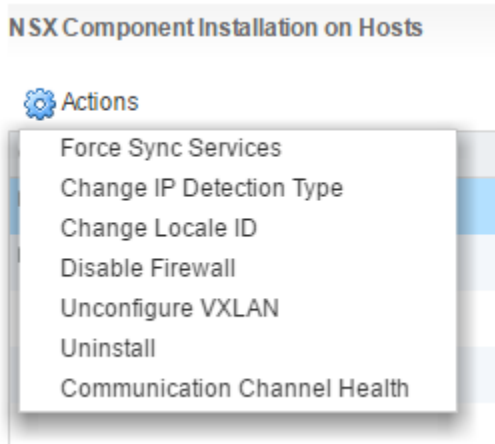 NSX Component Installation on Hosts
Actions
Force Sync Services
Change IP Detection Type
Change Locale ID
Disable Firewall
Unconfigure VXLAN
Uninstall
Communication Channel Health